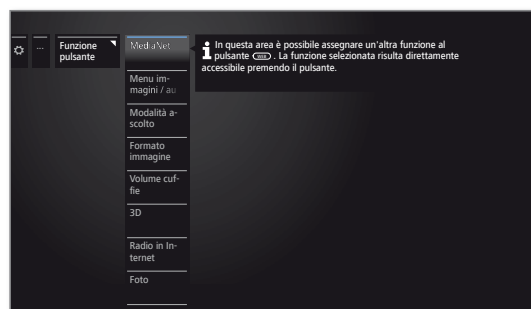 ...
Funzione
pulsante
MediaNet
In questa area è possibile assegnare un'altra funzione al
pulsante WEB . La funzione selezionata risulta direttamente
accessibile premendo il pulsante.
Menu im-
magini / au
Modalità a-
scolto
Formato
immagine
Volume cuf-
fie
3D
Radio in In-
ternet
Foto